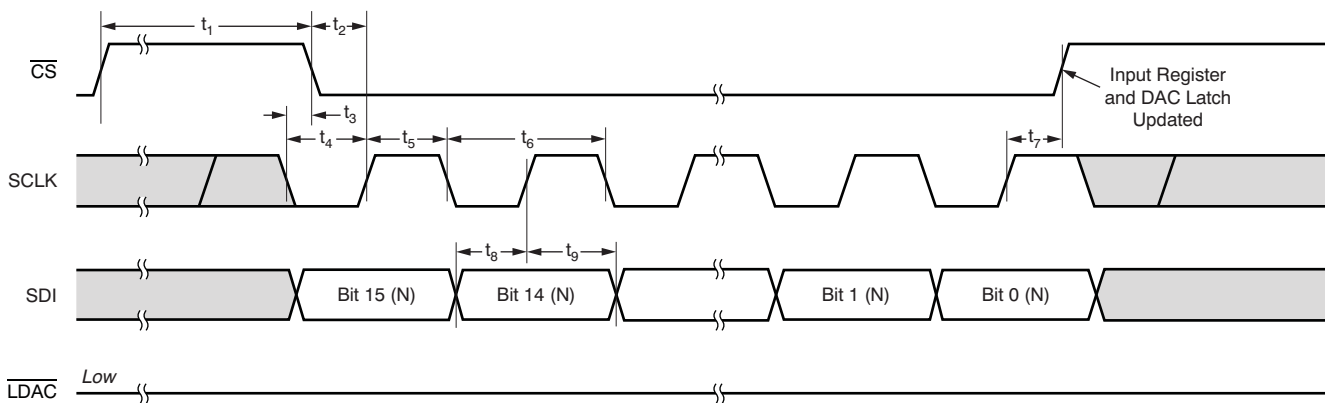 t1
t2
CS
Input Register
and DAC Latch
Updated
t3
t4
t5
t6
t7
SCLK
t8
t9
SDI
Bit 15 (N)
Bit 14 (N)
Bit 1 (N)
Bit 0 (N)
LDAC
Low